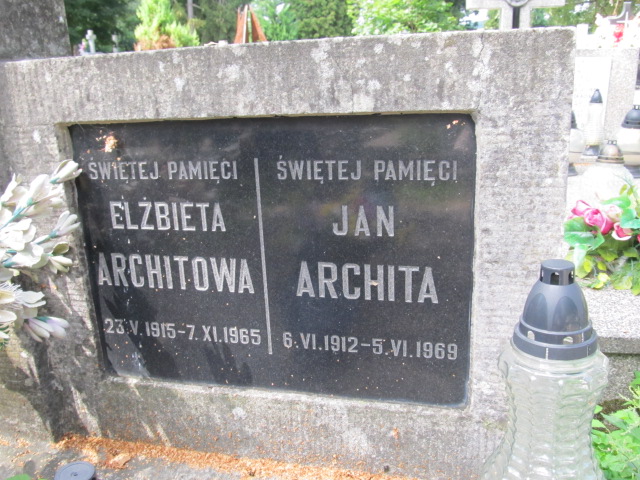 ŚWIĘTEJ PAMIĘCI
ELŻBIETA
ARCHITOWA
23.V.1915-7.XI.1965
ŚWIĘTEJ PAMIĘCI
JAN
ARCHITA
6.VI.1912-5.VI.1969